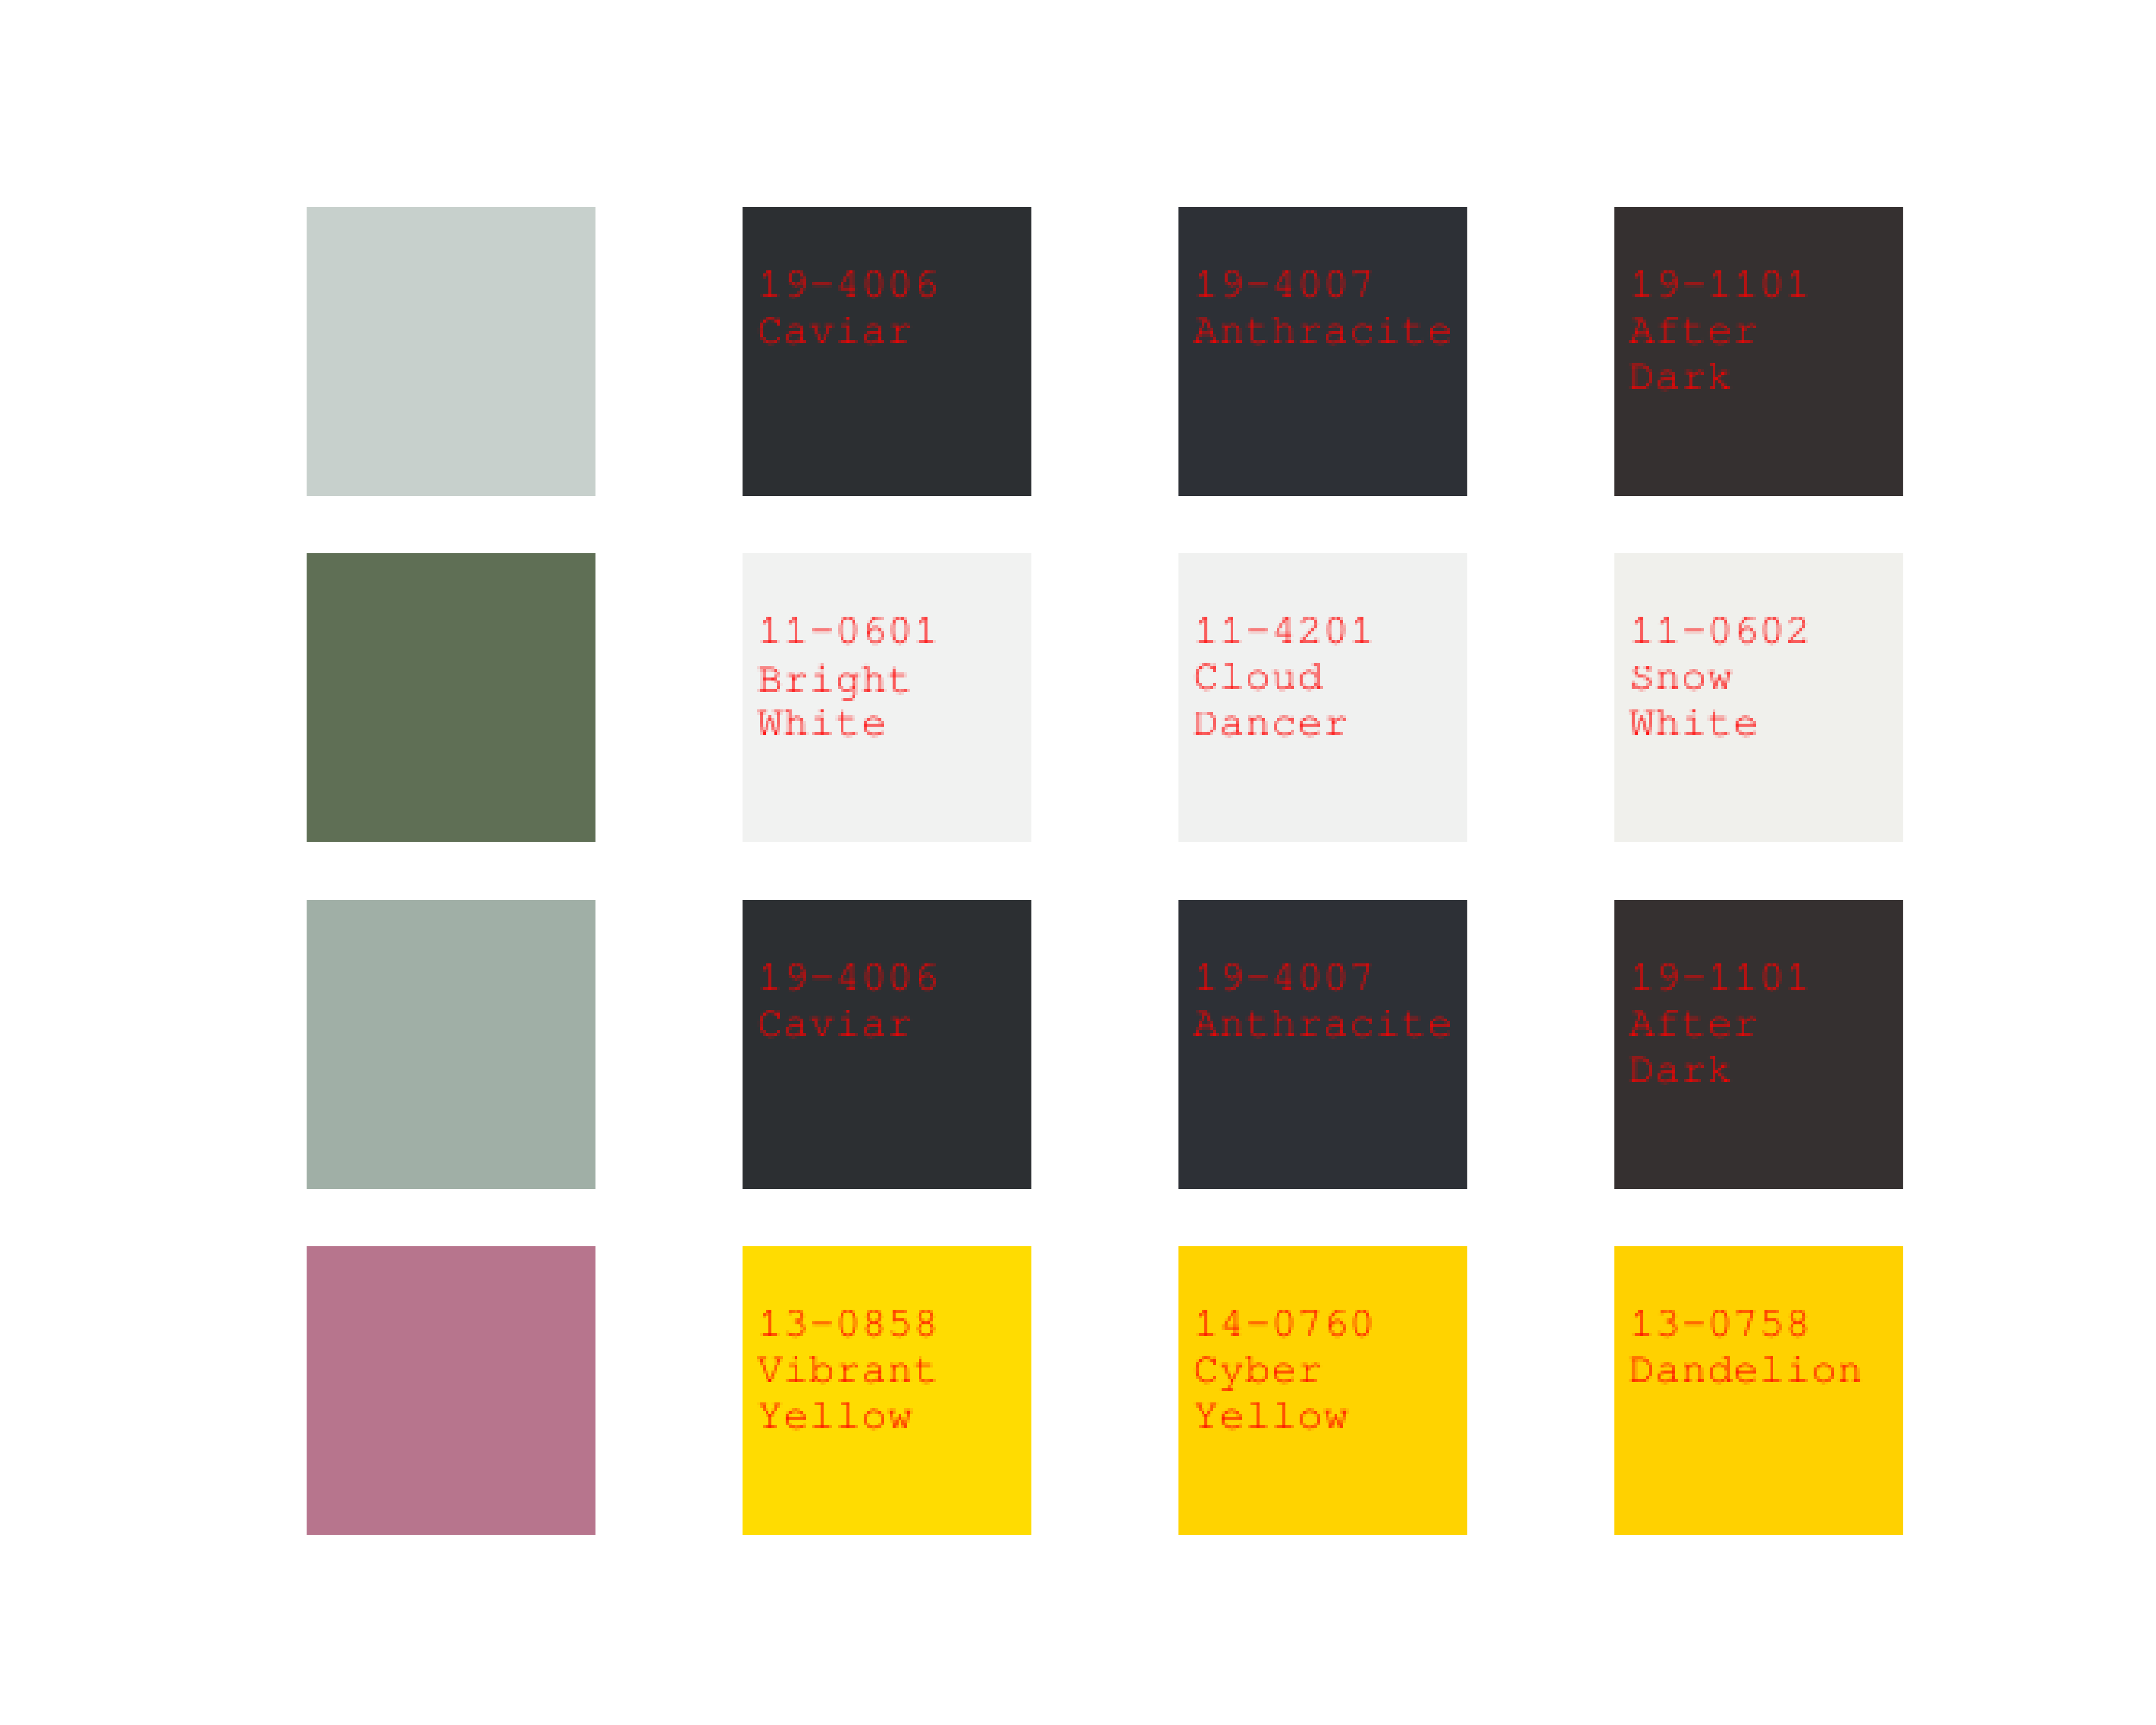 19-4006
Caviar
19-4007
Anthracite
19-1101
After
Dark
11-0601
Bright
White
11-4201
Cloud
Dancer
11-0602
Snow
White
19-4006
Caviar
19-4007
Anthracite
19-1101
After
Dark
13-0858
Vibrant
Yellow
14-0760
Cyber
Yellow
13-0758
Dandelion